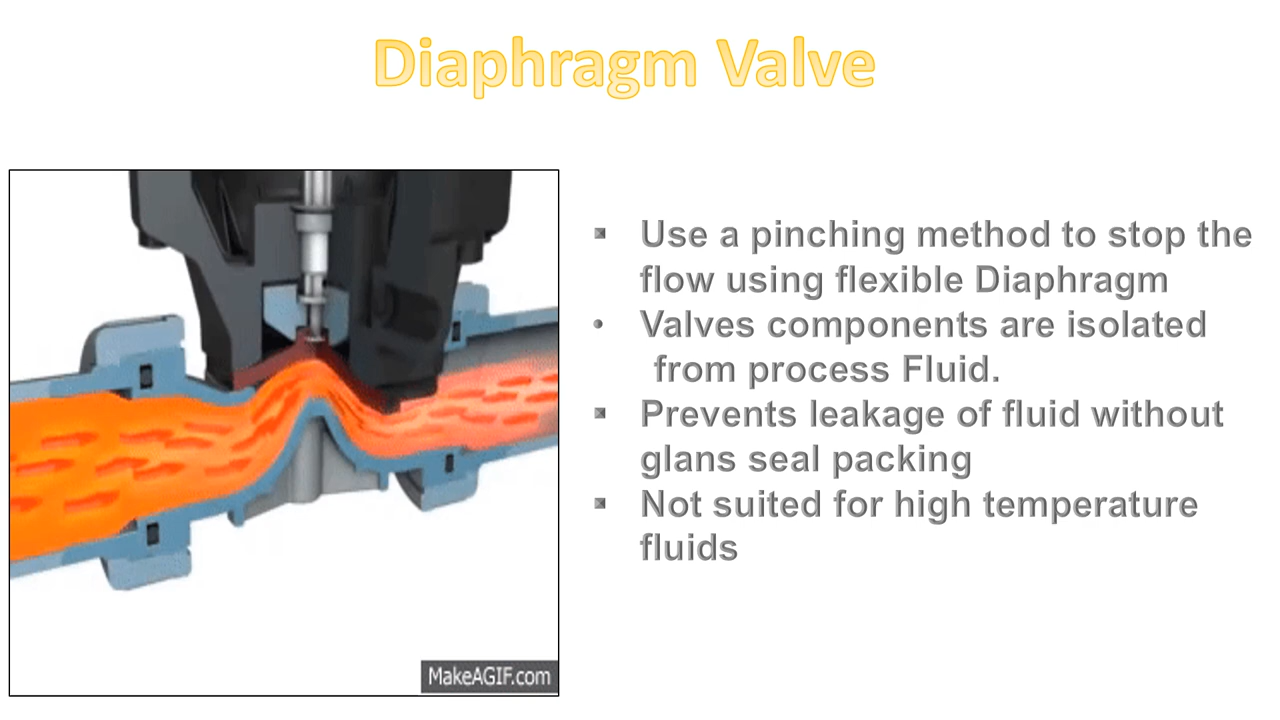 Diaphragm Valve
▪ Use a pinching method to stop the
flow using flexible Diaphragm
• Valves components are isolated
from process Fluid.
▪ Prevents leakage of fluid without
glans seal packing
▪ Not suited for high temperature
fluids
MakeAGIF.com